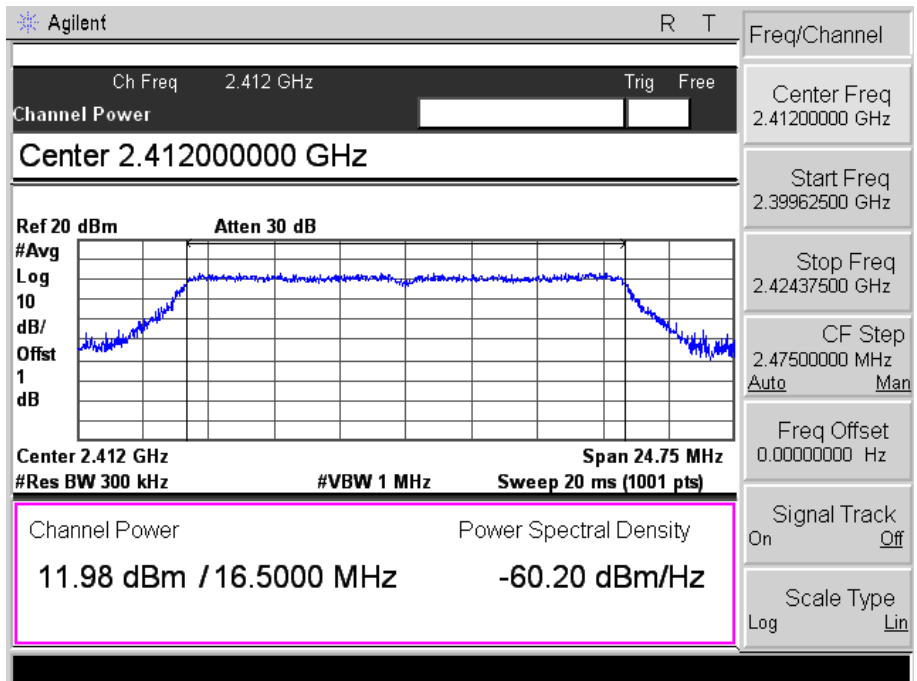 Agilent R T
Ch Freq 2.412 GHz Trig Free
Channel Power
Center 2.412000000 GHz
Ref 20 dBm Atten 30 dB
#Avg
Log
10
dB/
Offst
1
dB
Center 2.412 GHz Span 24.75 MHz
#Res BW 300 kHz #VBW 1 MHz Sweep 20 ms (1001 pts)
Channel Power Power Spectral Density
11.98 dBm / 16.5000 MHz -60.20 dBm/Hz
Freq/Channel
Center Freq
2.41200000 GHz
Start Freq
2.39962500 GHz
Stop Freq
2.42437500 GHz
CF Step
2.47500000 MHz
Auto Man
Freq Offset
0.00000000 Hz
Signal Track
On Off
Scale Type
Log Lin